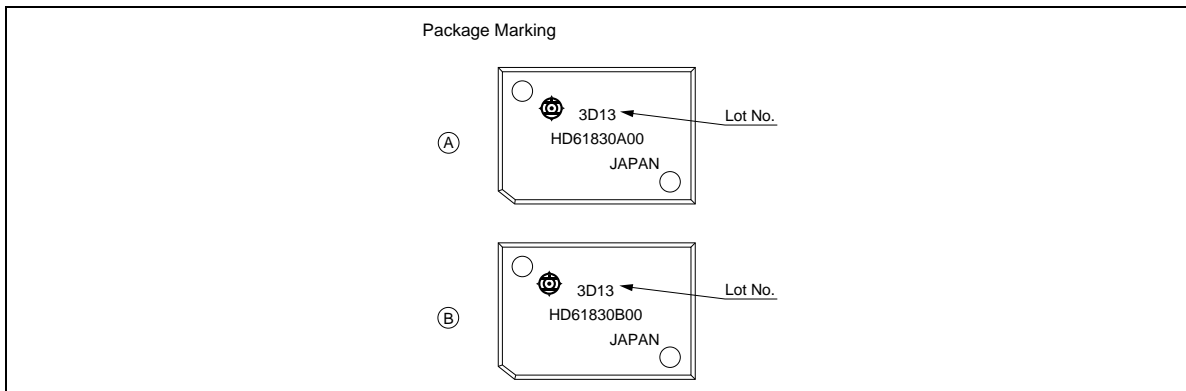 Package Marking
3D13
Lot No.
A
HD61830A00
JAPAN
3D13
Lot No.
B
HD61830B00
JAPAN